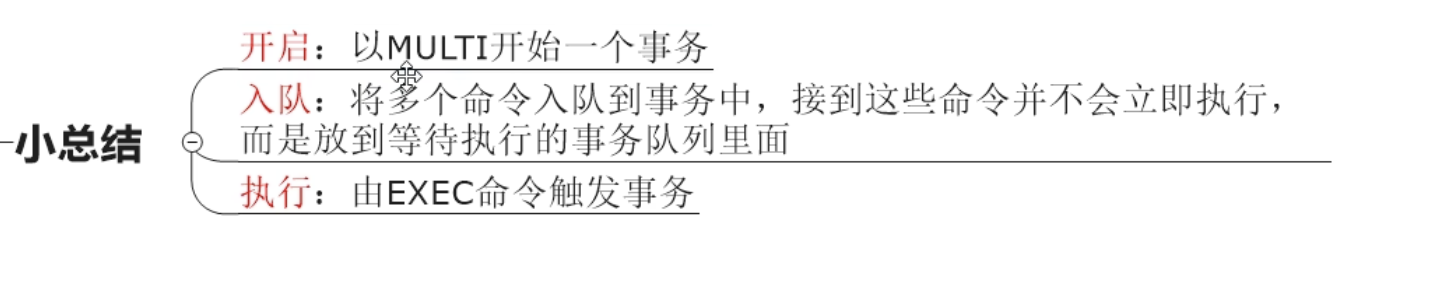 开启：以MULTI开始一个事务
入队：将多个命令入队到事务中，接到这些命令并不会立即执行，
而是放到等待执行的事务队列里面
小总结
执行：由EXEC命令触发事务